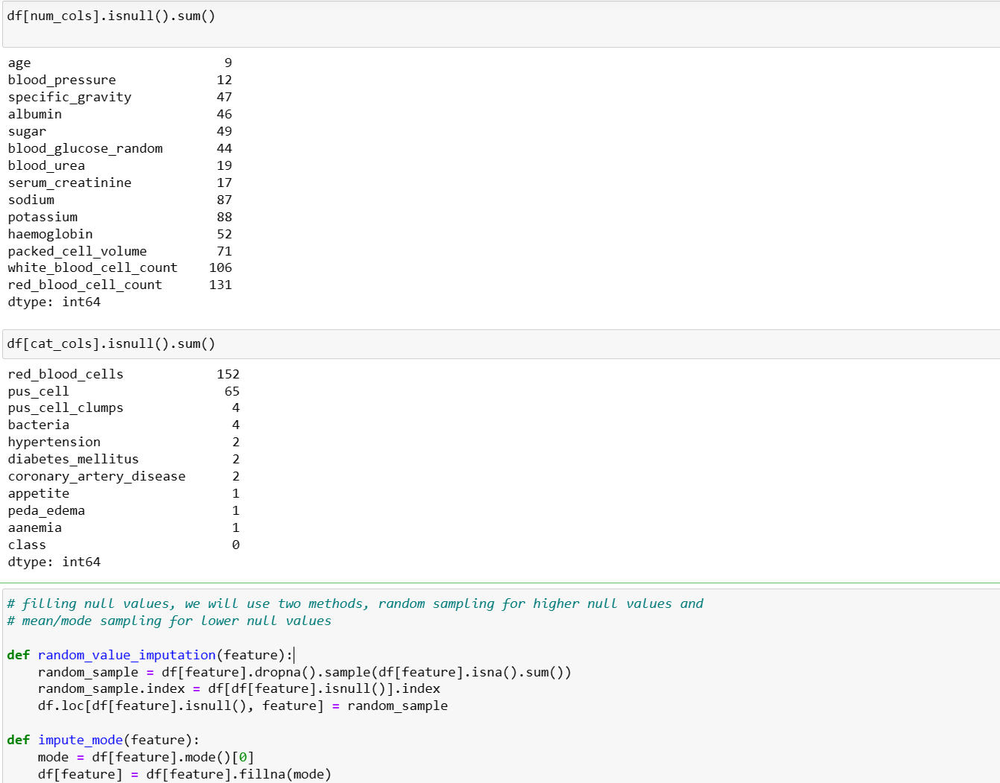 df[num_cols].isnull().sum()
age 9
blood_pressure 12
specific_gravity 47
albumin 46
sugar 49
blood_glucose_random 44
blood_urea 19
serum_creatinine 17
sodium 87
potassium 88
haemoglobin 52
packed_cell_volume 71
white_blood_cell_count 106
red_blood_cell_count 131
dtype: int64
df[cat_cols].isnull().sum()
red_blood_cells 152
pus_cell 65
pus_cell_clumps 4
bacteria 4
hypertension 2
diabetes_mellitus 2
coronary_artery_disease 2
appetite 1
peda_edema 1
aanemia 1
class 0
dtype: int64
# filling null values, we will use two methods, random sampling for higher null values and
# mean/mode sampling for lower null values
def random_value_imputation(feature):
    random_sample = df[feature].dropna().sample(df[feature].isna().sum())
    random_sample.index = df[df[feature].isnull()].index
    df.loc[df[feature].isnull(), feature] = random_sample
def impute_mode(feature):
    mode = df[feature].mode()[0]
    df[feature] = df[feature].fillna(mode)